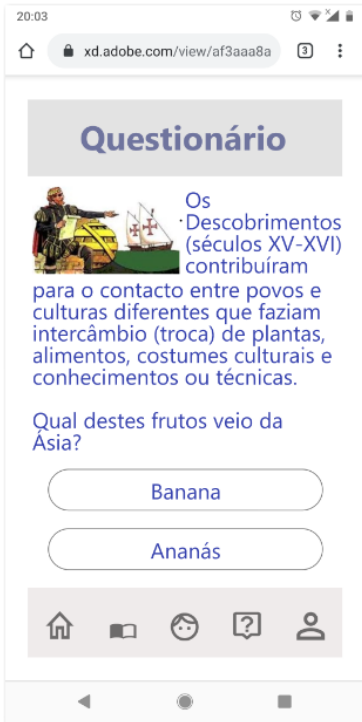 20:03
xd.adobe.com/view/af3aaa8a
3
Questionário
Os
Descobrimentos
(séculos XV-XVI)
contribuíram
para o contacto entre povos e
culturas diferentes que faziam
intercâmbio (troca) de plantas,
alimentos, costumes culturais e
conhecimentos ou técnicas.
Qual destes frutos veio da
Ásia?
Banana
Ananás
?